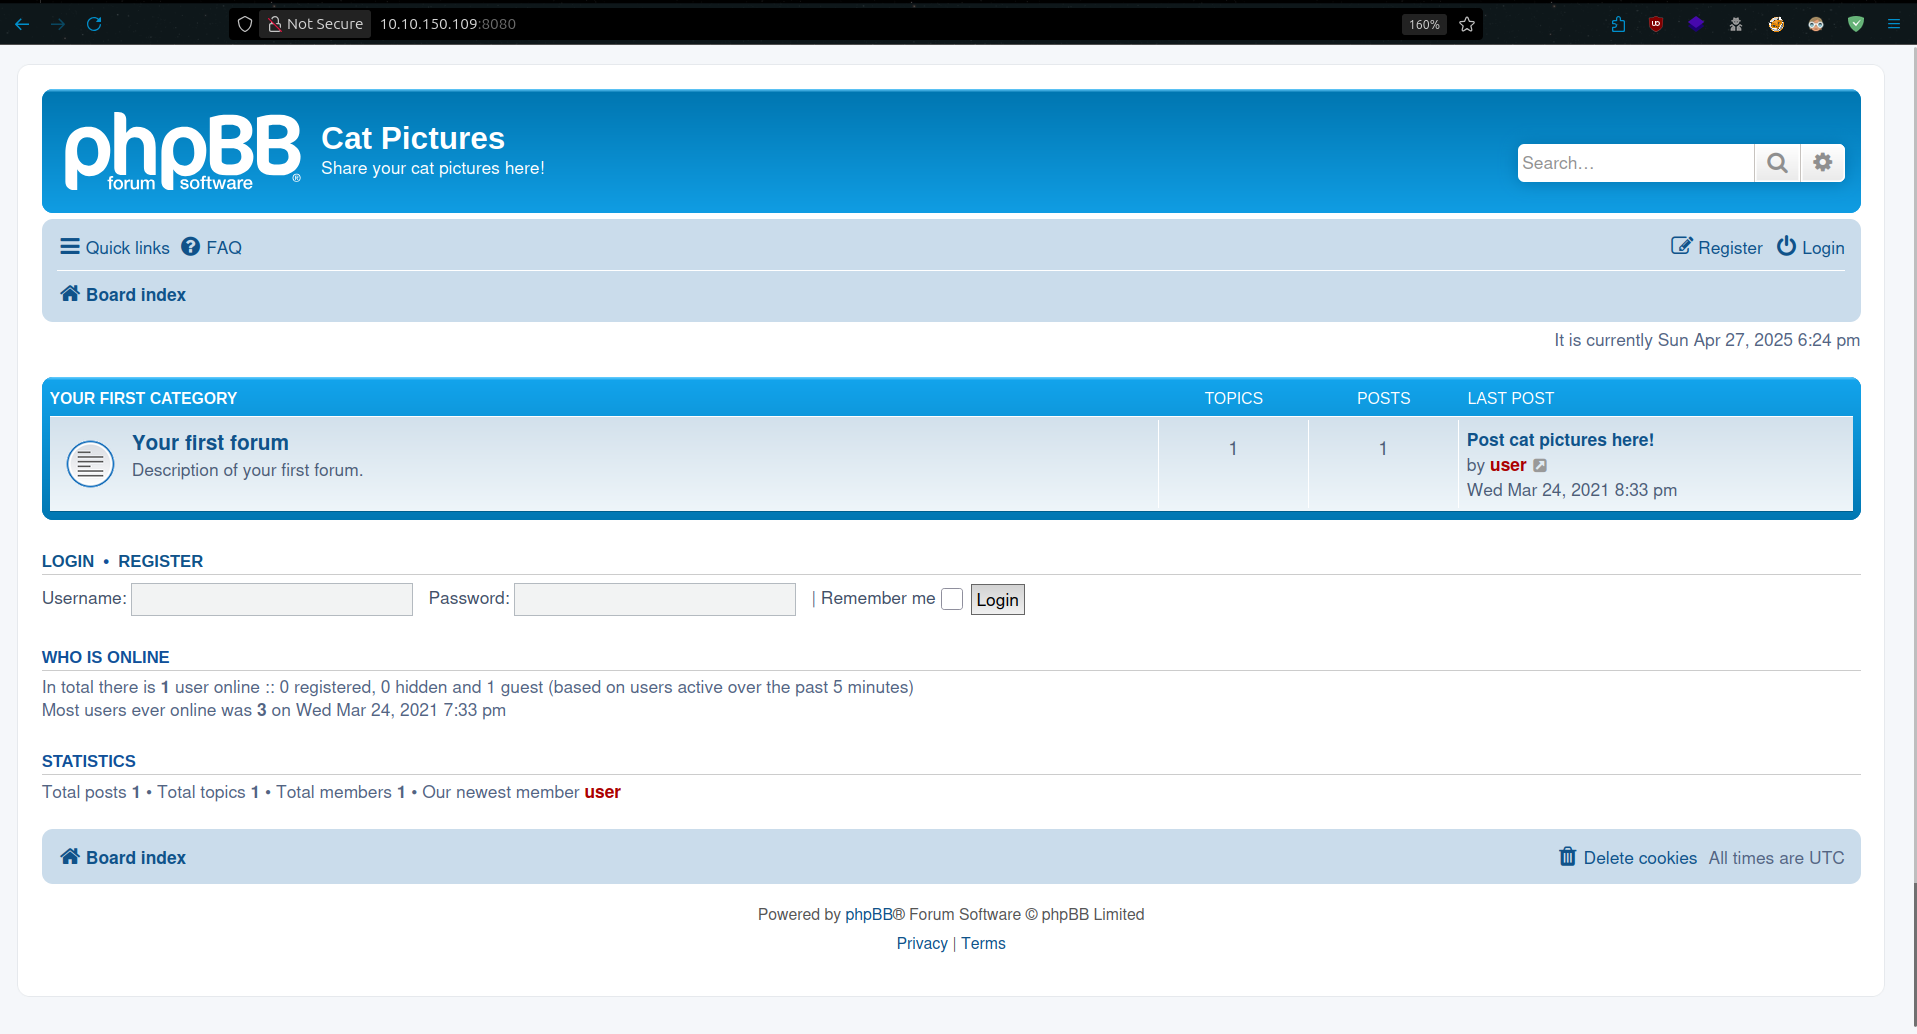 Not Secure 10.10.150.109:8080 160%
phpBB®
forum software
Cat Pictures
Share your cat pictures here!
Search…
Quick links FAQ Register Login
Board index
It is currently Sun Apr 27, 2025 6:24 pm
YOUR FIRST CATEGORY TOPICS POSTS LAST POST
Your first forum
Description of your first forum.
1 1
Post cat pictures here!
by user
Wed Mar 24, 2021 8:33 pm
LOGIN • REGISTER
Username: Password: | Remember me Login
WHO IS ONLINE
In total there is 1 user online :: 0 registered, 0 hidden and 1 guest (based on users active over the past 5 minutes)
Most users ever online was 3 on Wed Mar 24, 2021 7:33 pm
STATISTICS
Total posts 1 • Total topics 1 • Total members 1 • Our newest member user
Board index Delete cookies All times are UTC
Powered by phpBB® Forum Software © phpBB Limited
Privacy | Terms